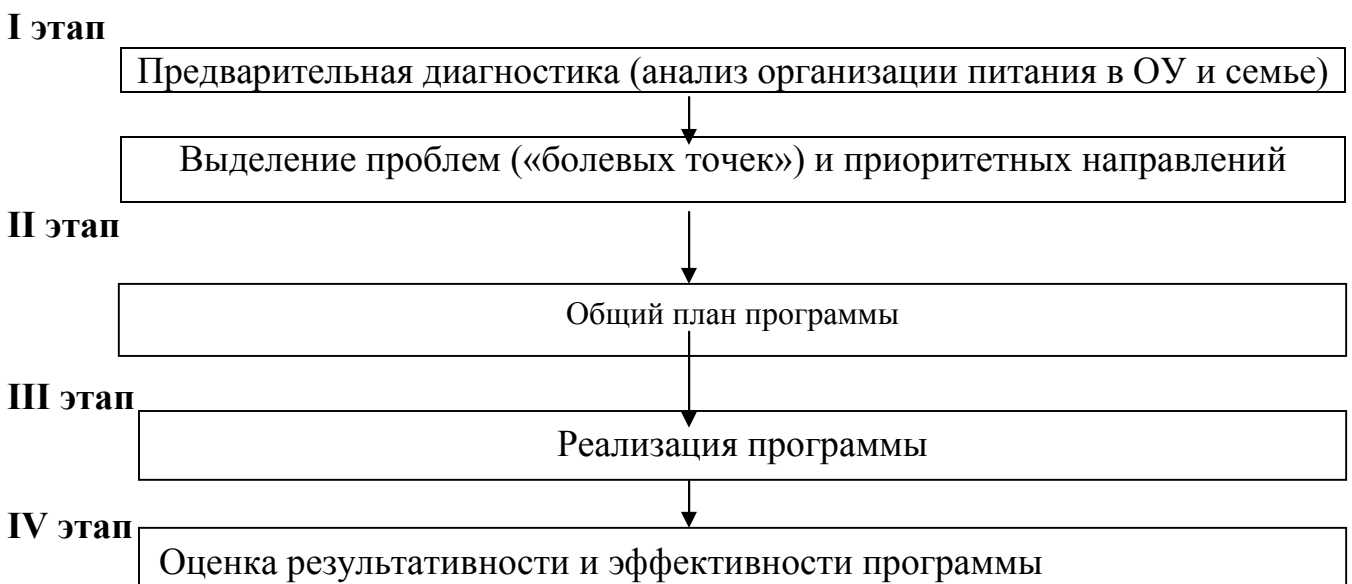 I этап
Предварительная диагностика (анализ организации питания в ОУ и семье)
Выделение проблем («болевых точек») и приоритетных направлений
II этап
Общий план программы
III этап
Реализация программы
IV этап
Оценка результативности и эффективности программы